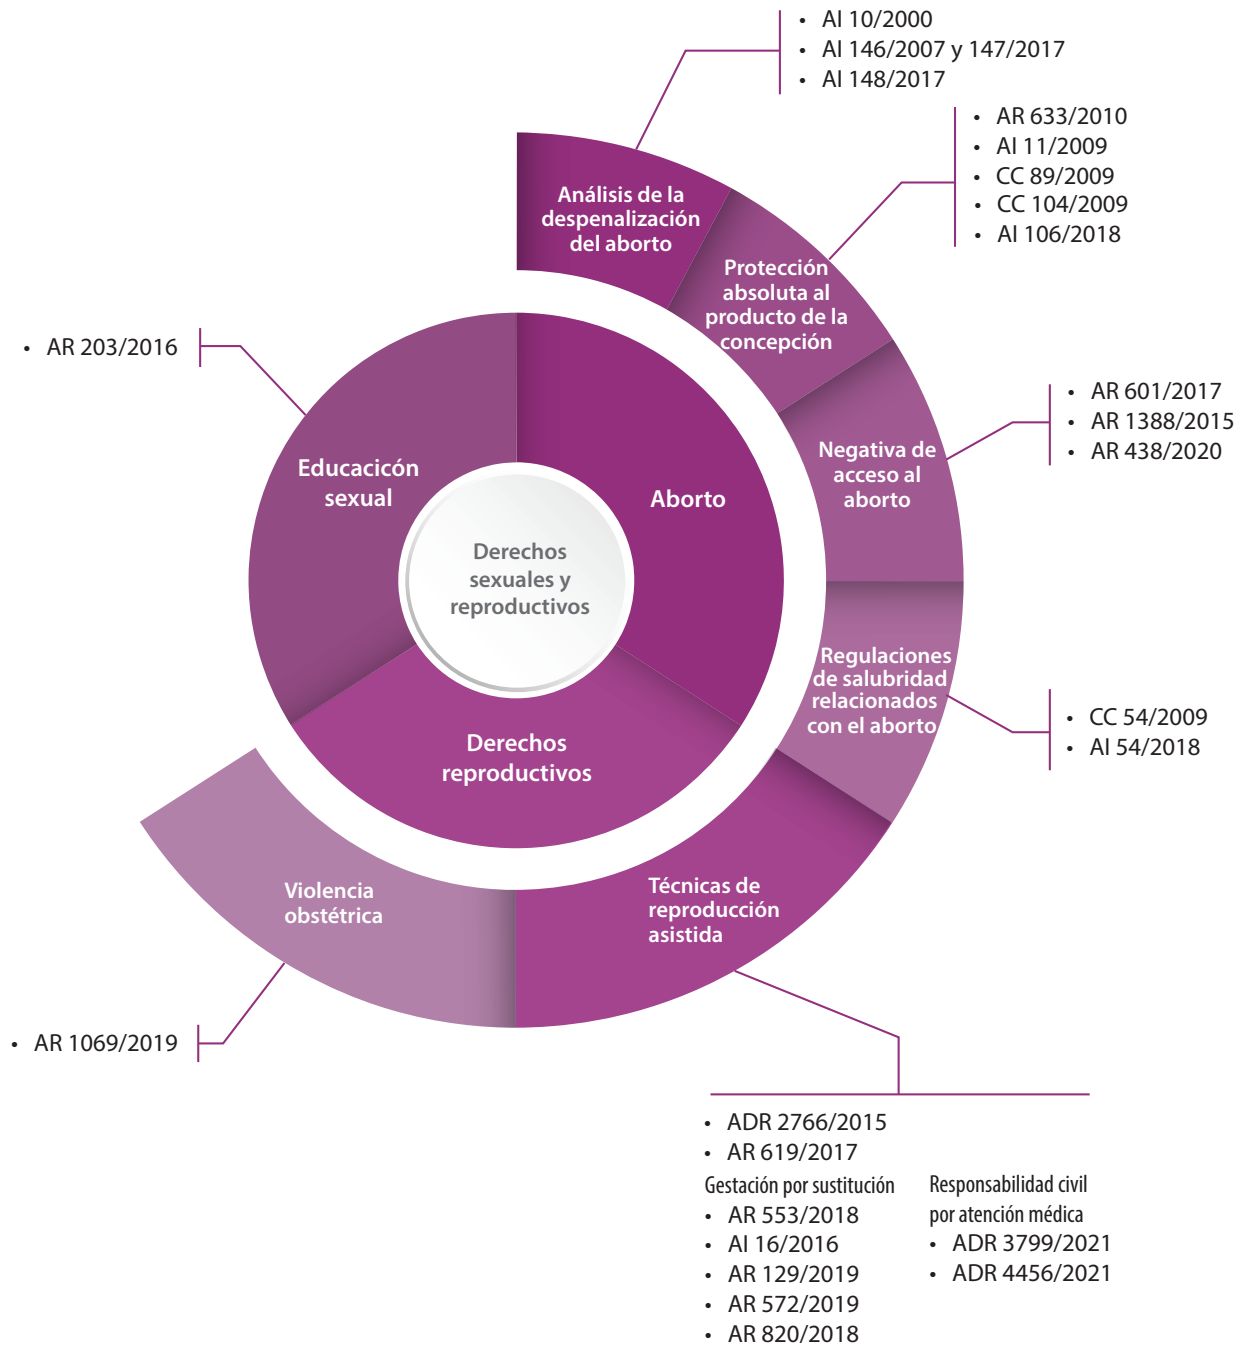 • AI 10/2000
• AI 146/2007 y 147/2017
• AI 148/2017
• AR 633/2010
• AI 11/2009
• CC 89/2009
• CC 104/2009
• AI 106/2018
Análisis de la
despenalización
del aborto
Protección
absoluta al
producto de la
concepción
• AR 203/2016
• AR 601/2017
• AR 1388/2015
• AR 438/2020
Negativa de
acceso al
aborto
Educacicón
sexual
Aborto
Derechos
sexuales y
reproductivos
Regulaciones
de salubridad
relacionados
con el aborto
• CC 54/2009
• AI 54/2018
Derechos
reproductivos
Violencia
obstétrica
Técnicas de
reproducción
asistida
• AR 1069/2019
• ADR 2766/2015
• AR 619/2017
Gestación por sustitución
• AR 553/2018
• AI 16/2016
• AR 129/2019
• AR 572/2019
• AR 820/2018
Responsabilidad civil
por atención médica
• ADR 3799/2021
• ADR 4456/2021